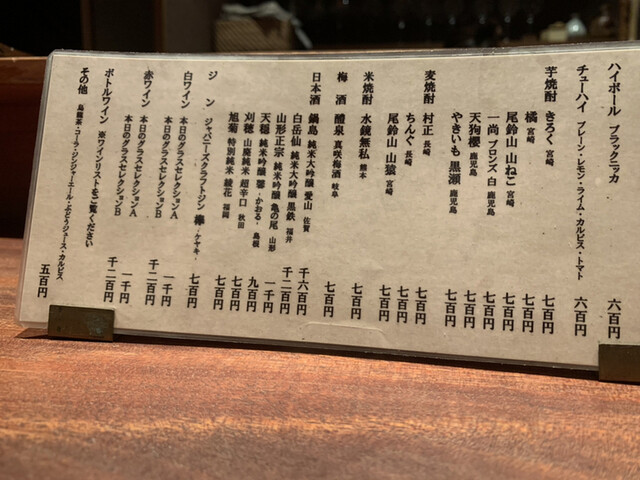 ハイボール ブラックニッカ 六百円
チューハイ プレーン・レモン・ライム・カルピス・トマト 六百円
芋焼酎 きろく 宮崎 七百円
橘 宮崎 七百円
尾鈴山 山ねこ 宮崎 七百円
一尚 ブロンズ 白 鹿児島 七百円
天狗櫻 鹿児島 七百円
やきいも 黒瀬 鹿児島 七百円
麦焼酎 村正 長崎 七百円
ちんぐ 長崎 七百円
尾鈴山 山猿 宮崎 七百円
米焼酎 水鏡無私 熊本 七百円
梅酒 醴泉 真咲梅酒 岐阜 七百円
日本酒 鍋島 純米大吟醸 愛山 佐賀 千六百円
白岳仙 純米大吟醸 黒鉄 福井 千二百円
山形正宗 純米吟醸 亀の尾 山形 一千円
天穏 純米吟醸 馨 -かおる- 島根 九百円
刈穂 山廃純米 超辛口 秋田 七百円
旭菊 特別純米 綾花 福岡 七百円
ジン ジャパニーズクラフトジン 欅 -ケヤキ- 七百円
白ワイン 本日のグラスセレクションA 一千円
本日のグラスセレクションB 七百円
赤ワイン 本日のグラスセレクションA 千二百円
本日のグラスセレクションB 一千円
ボトルワイン ※ワインリストをご覧ください 千二百円
その他 烏龍茶・コーラ・ジンジャーエール・ぶどうジュース・カルピス 五百円